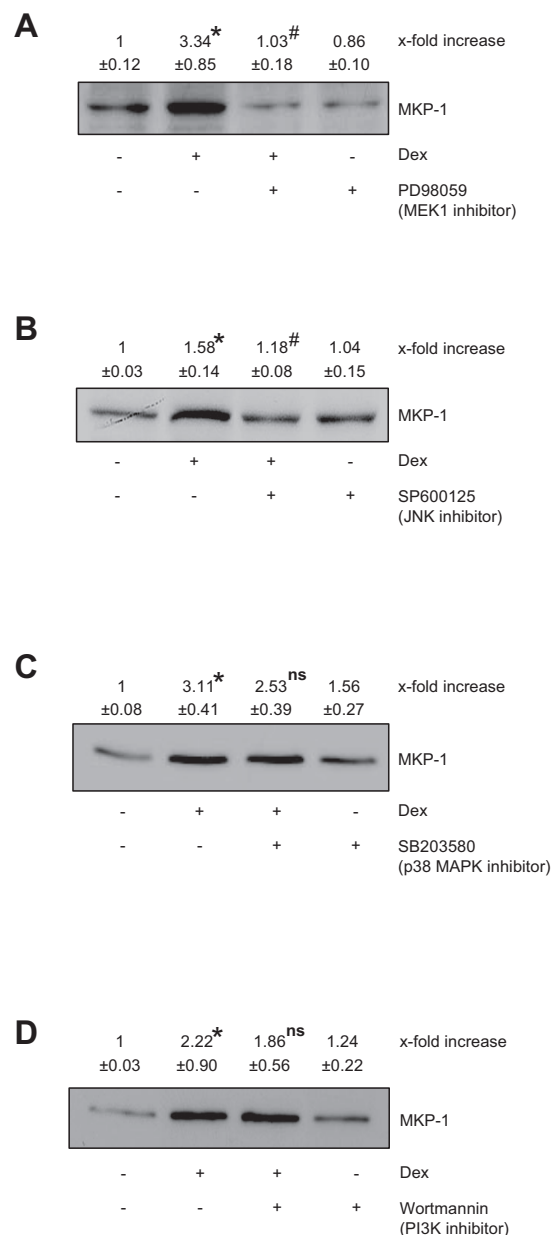 A
1 3.34* 1.03# 0.86 x-fold increase
±0.12 ±0.85 ±0.18 ±0.10
MKP-1
- + + - Dex
- - + + PD98059
(MEK1 inhibitor)
B
1 1.58* 1.18# 1.04 x-fold increase
±0.03 ±0.14 ±0.08 ±0.15
MKP-1
- + + - Dex
- - + + SP600125
(JNK inhibitor)
C
1 3.11* 2.53ns 1.56 x-fold increase
±0.08 ±0.41 ±0.39 ±0.27
MKP-1
- + + - Dex
- - + + SB203580
(p38 MAPK inhibitor)
D
1 2.22* 1.86ns 1.24 x-fold increase
±0.03 ±0.90 ±0.56 ±0.22
MKP-1
- + + - Dex
- - + + Wortmannin
(PI3K inhibitor)